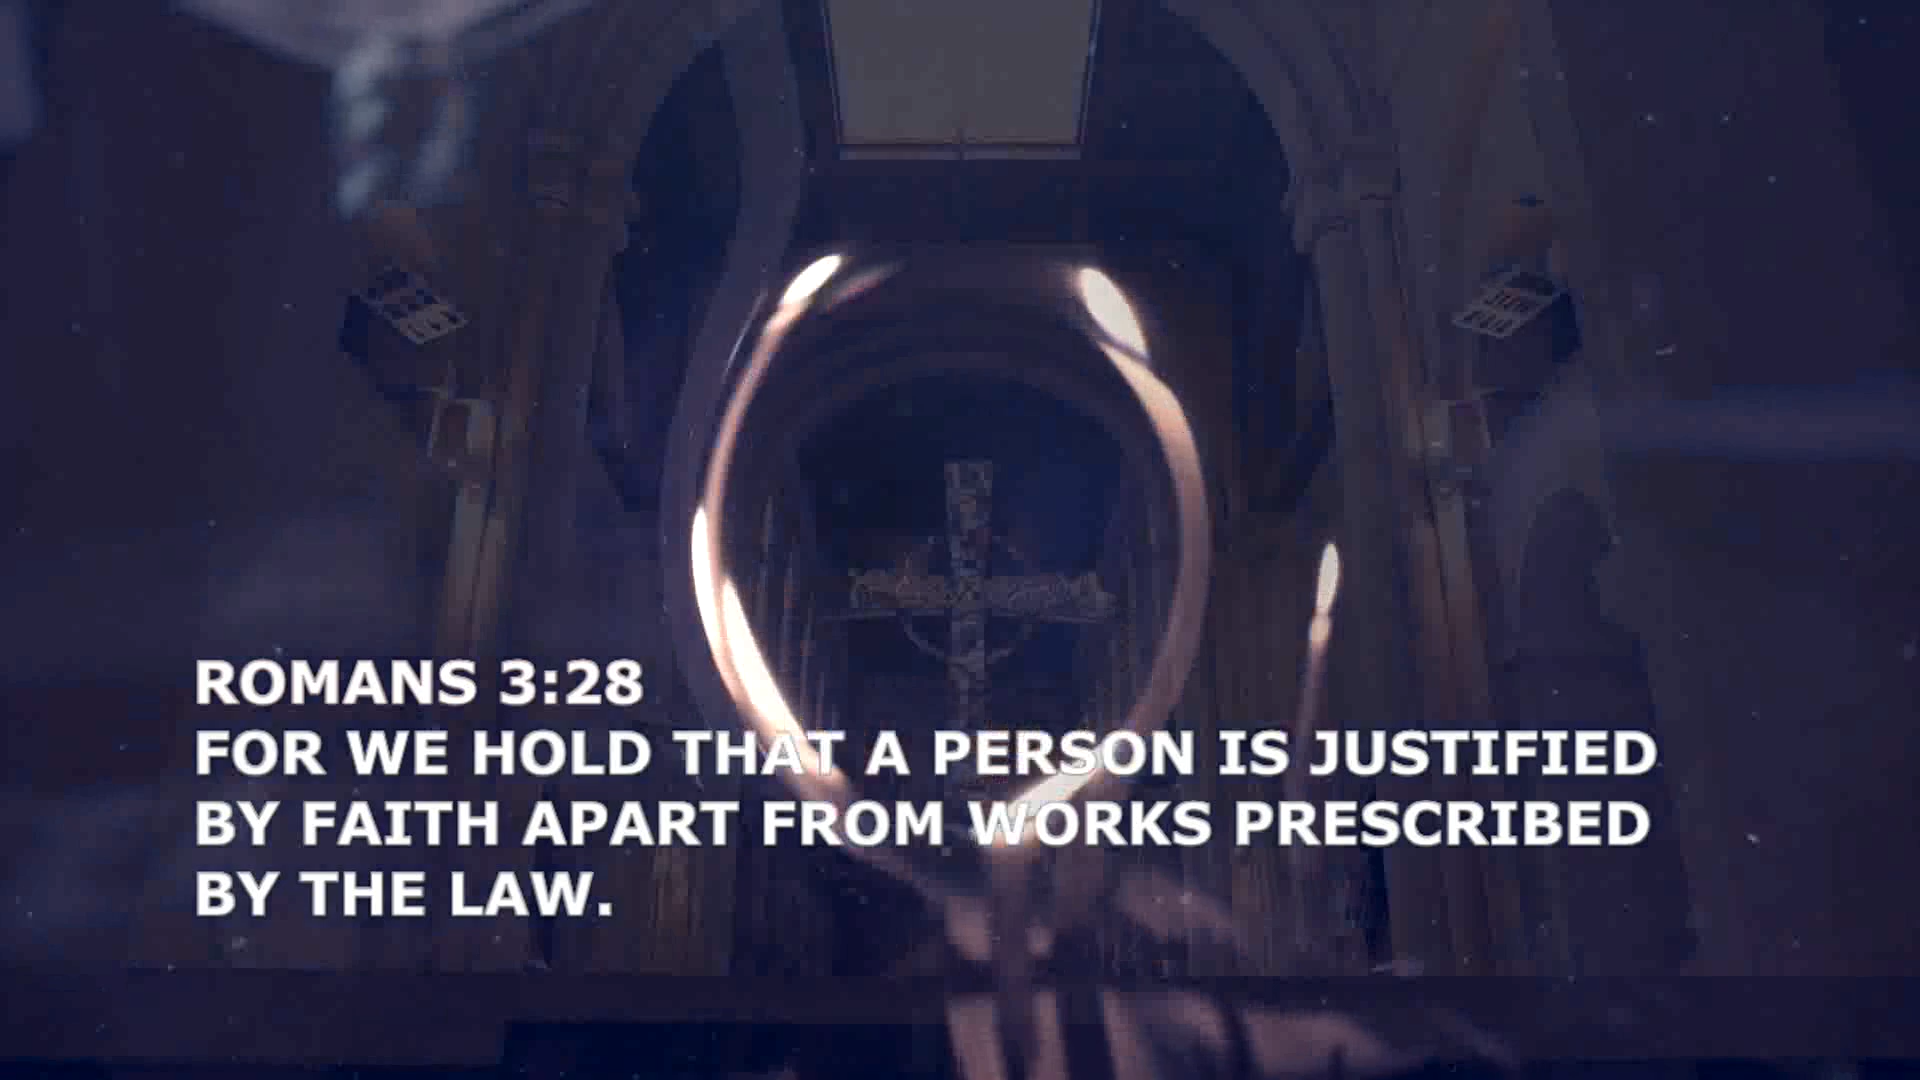 ROMANS 3:28
FOR WE HOLD THAT A PERSON IS JUSTIFIED
BY FAITH APART FROM WORKS PRESCRIBED
BY THE LAW.